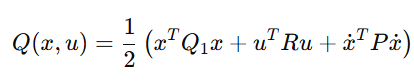 Q(x, u) = \frac{1}{2} \left( x^T Q_1 x + u^T R u + \dot{x}^T P \dot{x} \right)